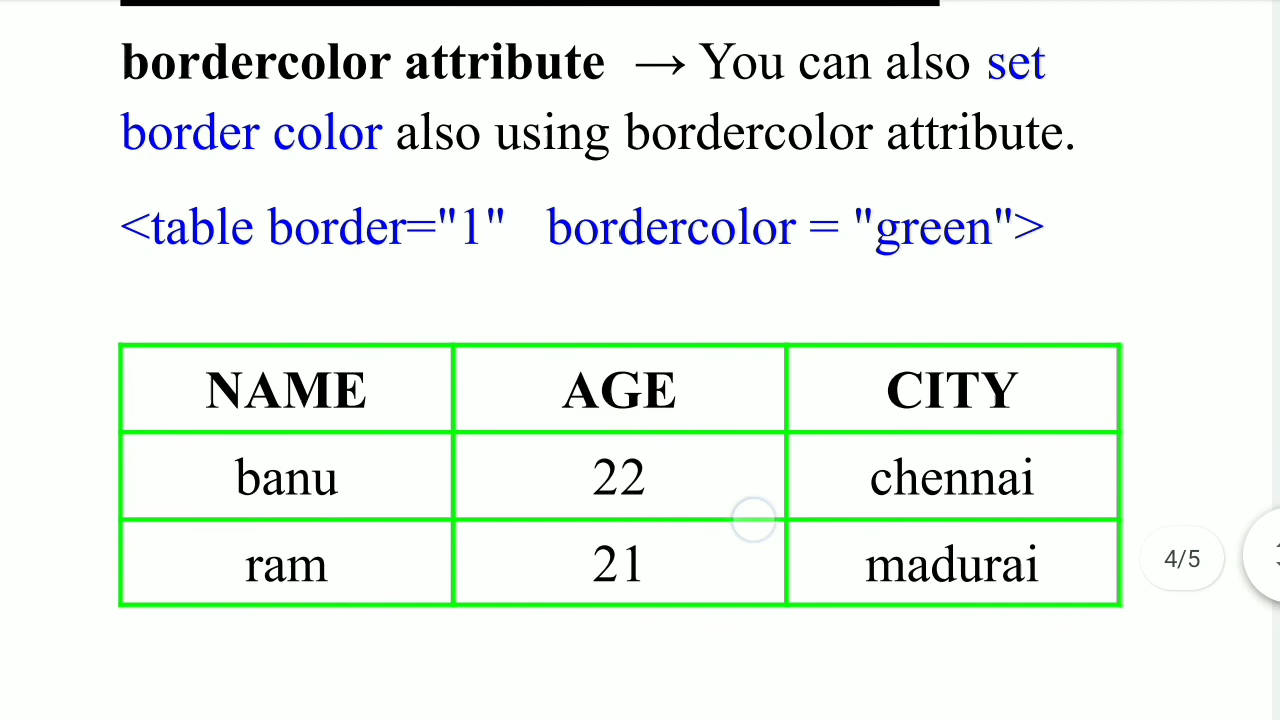 bordercolor attribute → You can also set
border color also using bordercolor attribute.
<table border="1" bordercolor = "green">
NAME AGE CITY
banu 22 chennai
ram 21 madurai
4/5